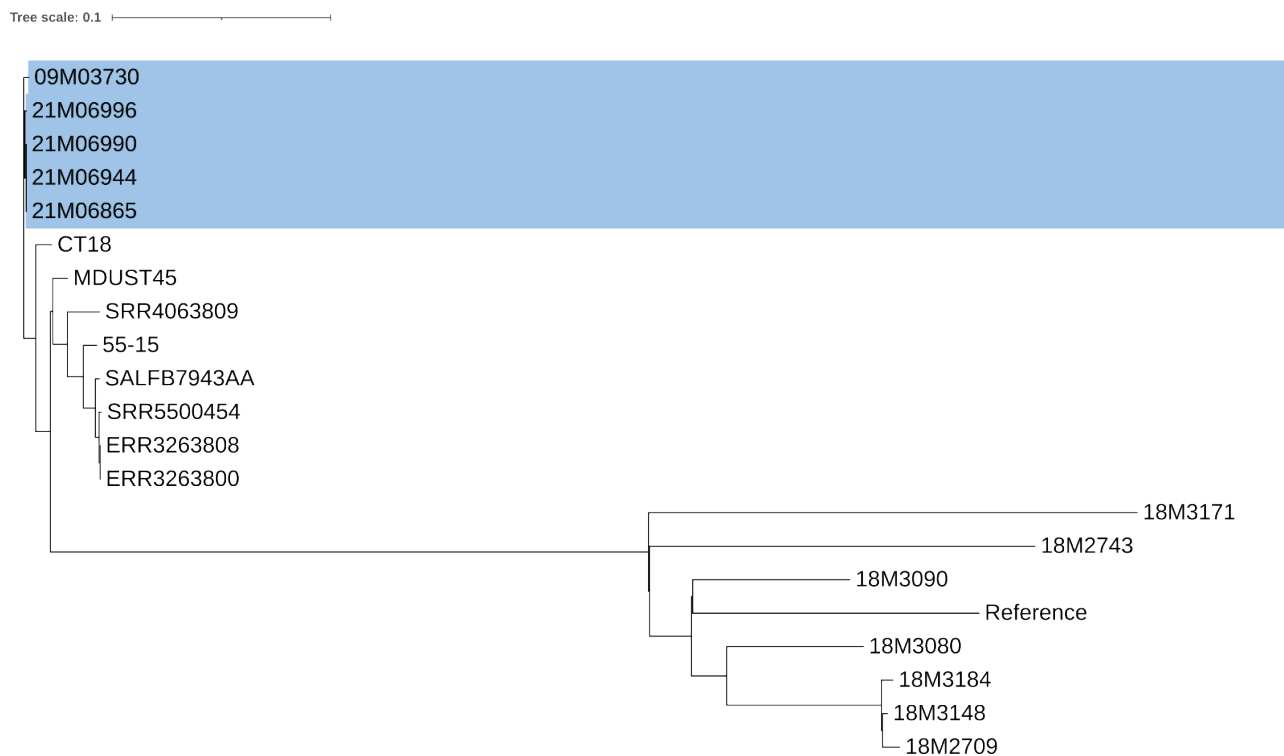 Tree scale: 0.1
09M03730
21M06996
21M06990
21M06944
21M06865
CT18
MDUST45
SRR4063809
55-15
SALFB7943AA
SRR5500454
ERR3263808
ERR3263800
18M3171
18M2743
18M3090
Reference
18M3080
18M3184
18M3148
18M2709